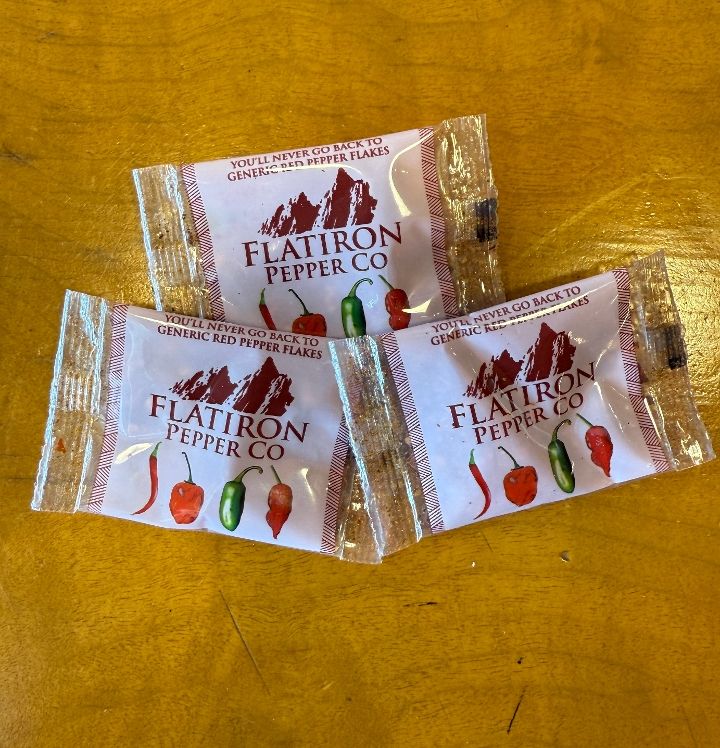 YOU'LL NEVER GO BACK TO
GENERIC RED PEPPER FLAKES
FLATIRON
PEPPER CO
YOU'LL NEVER GO BACK TO
GENERIC RED PEPPER FLAKES
FLATIRON
PEPPER CO
YOU'LL NEVER GO BACK TO
GENERIC RED PEPPER FLAKES
FLATIRON
PEPPER CO